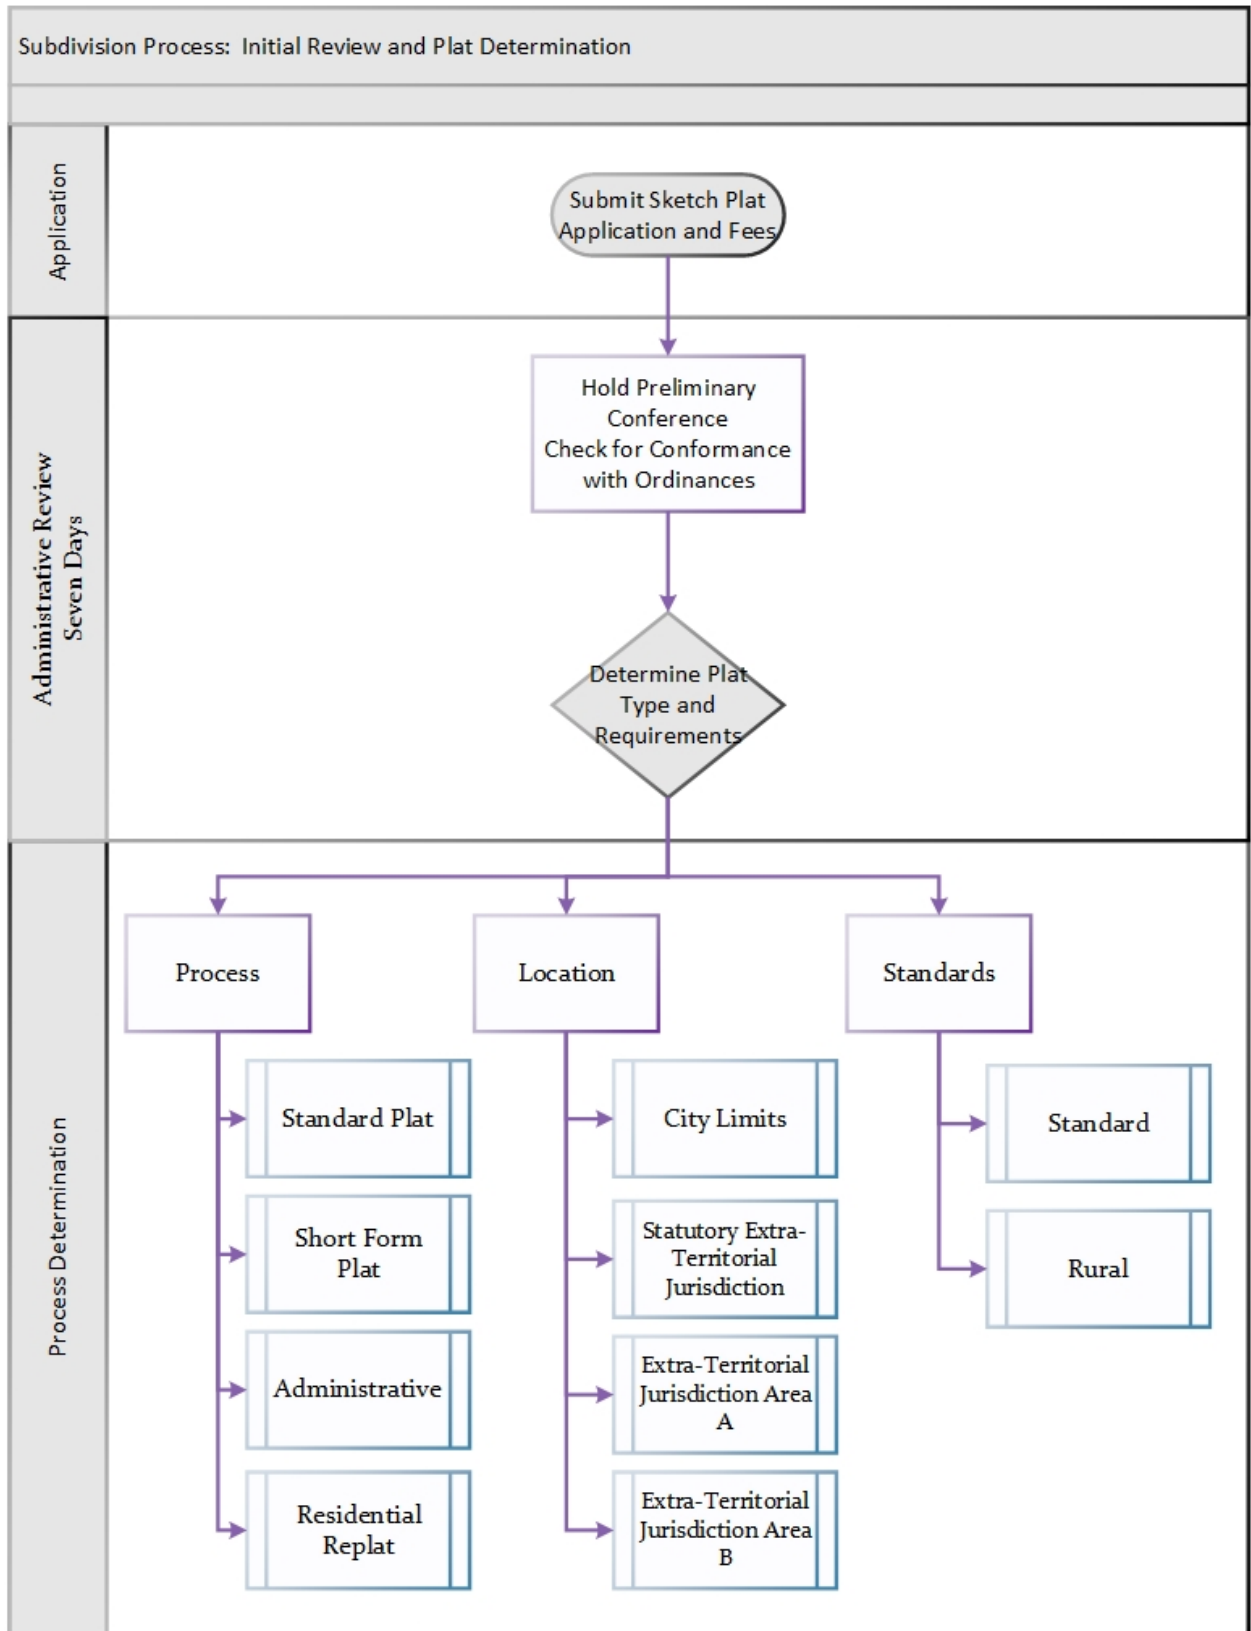 Subdivision Process:  Initial Review and Plat Determination
Application
Submit Sketch Plat
Application and Fees
Administrative Review
Seven Days
Hold Preliminary
Conference
Check for Conformance
with Ordinances
Determine Plat
Type and
Requirements
Process Determination
Process
Location
Standards
Standard Plat
Short Form
Plat
Administrative
Residential
Replat
City Limits
Statutory Extra-
Territorial
Jurisdiction
Extra-Territorial
Jurisdiction Area
A
Extra-Territorial
Jurisdiction Area
B
Standard
Rural